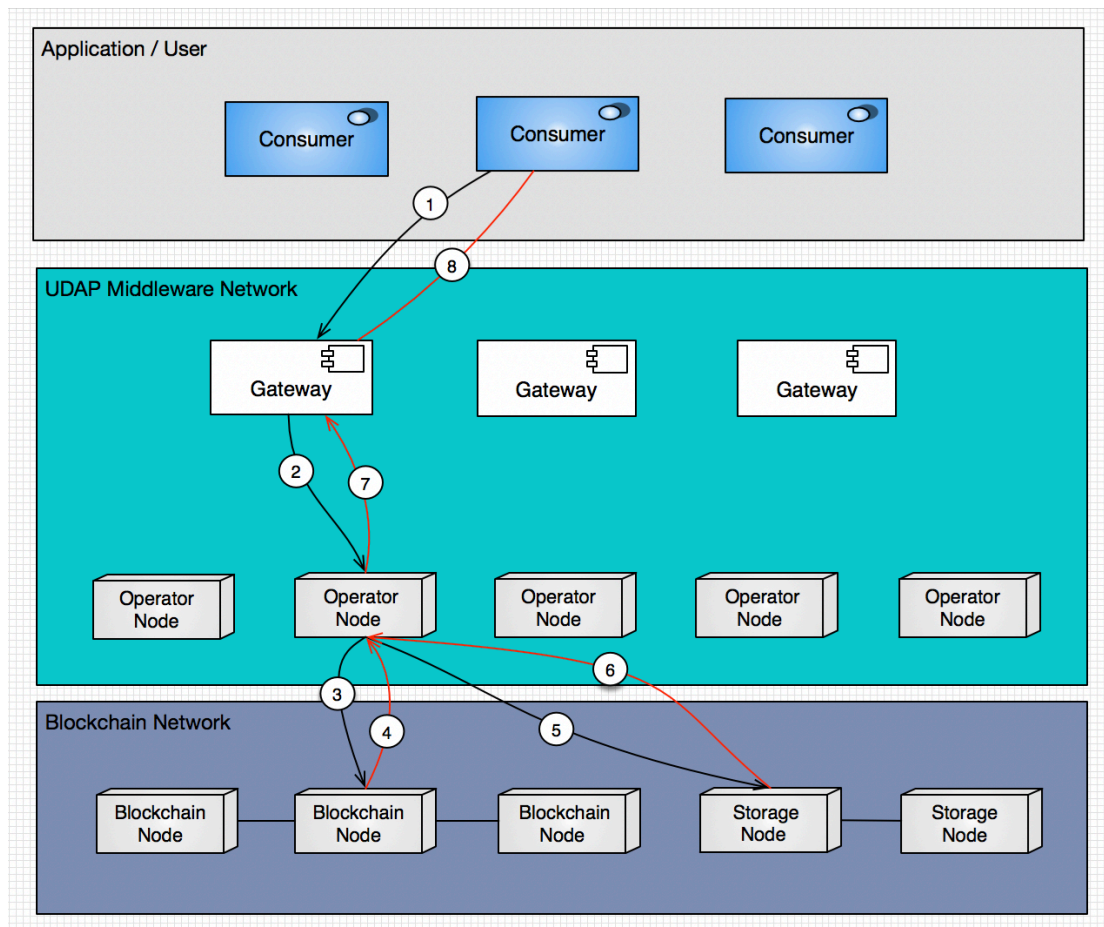 Application / User
Consumer
Consumer
Consumer
1
8
UDAP Middleware Network
Gateway
Gateway
Gateway
2
7
Operator
Node
Operator
Node
Operator
Node
Operator
Node
Operator
Node
6
3
4
5
Blockchain Network
Blockchain
Node
Blockchain
Node
Blockchain
Node
Storage
Node
Storage
Node